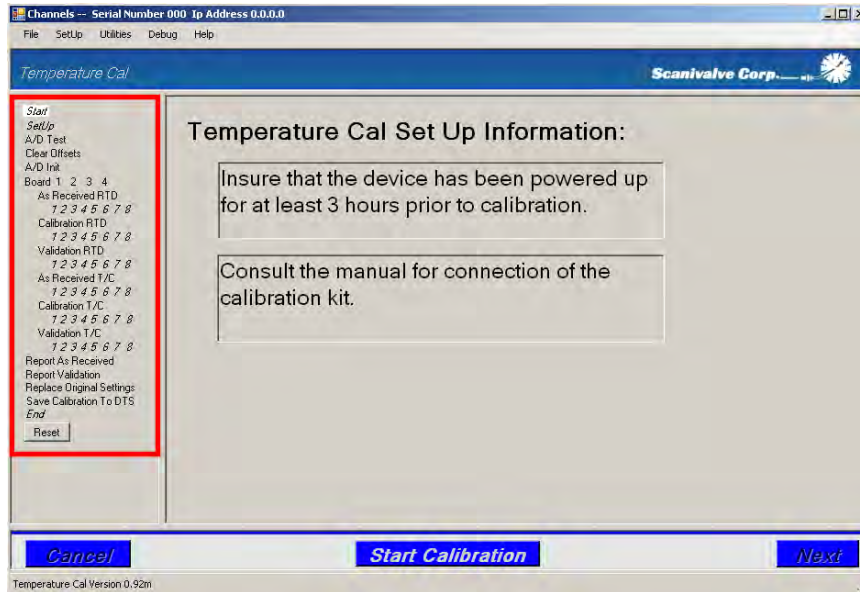 Channels -- Serial Number 000 Ip Address 0.0.0.0
File SetUp Utilities Debug Help
Temperature Cal
Scanivalve Corp.
Start
SetUp
A/D Test
Clear Offsets
A/D Init
Board 1 2 3 4
As Received RTD
1 2 3 4 5 6 7 8
Calibration RTD
1 2 3 4 5 6 7 8
Validation RTD
1 2 3 4 5 6 7 8
As Received T/C
1 2 3 4 5 6 7 8
Calibration T/C
1 2 3 4 5 6 7 8
Validation T/C
1 2 3 4 5 6 7 8
Report As Received
Report Validation
Replace Original Settings
Save Calibration To DTS
End
Reset
Temperature Cal Set Up Information:
Insure that the device has been powered up
for at least 3 hours prior to calibration.
Consult the manual for connection of the
calibration kit.
Cancel
Start Calibration
Next
Temperature Cal Version 0.92m